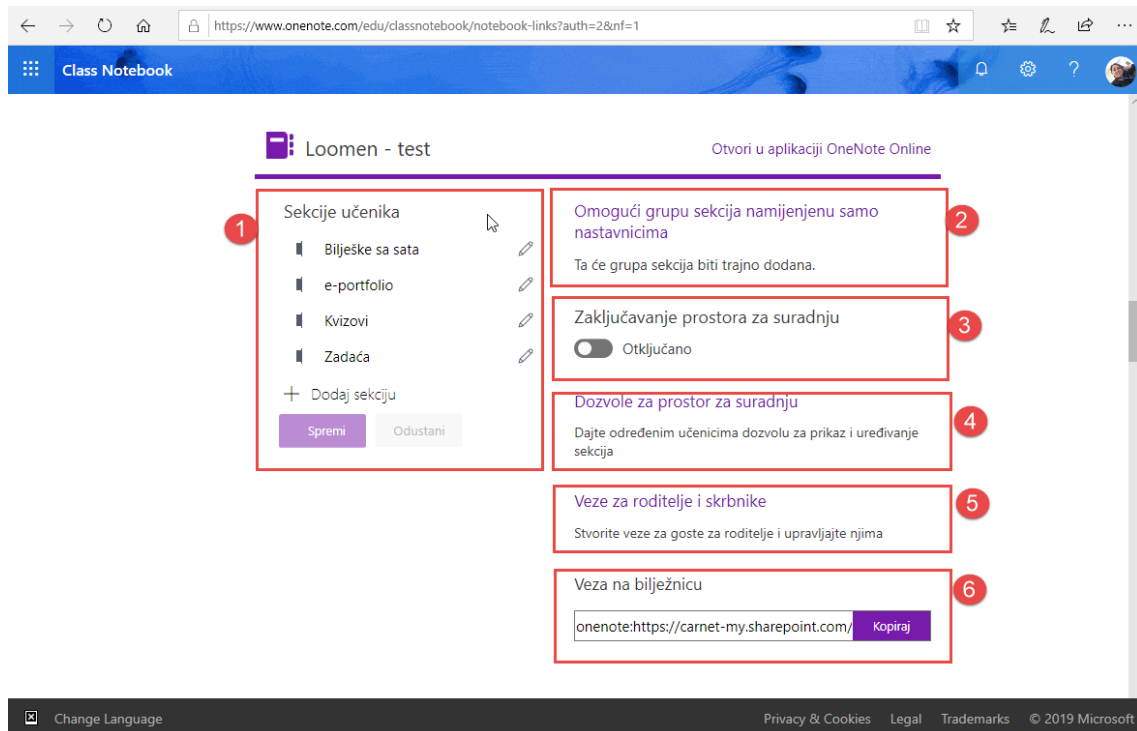 https://www.onenote.com/edu/classnotebook/notebook-links?auth=2&nf=1
Class Notebook
?
Loomen - test
Otvori u aplikaciji OneNote Online
1
Sekcije učenika
Bilješke sa sata
e-portfolio
Kvizovi
Zadaća
Dodaj sekciju
Spremi
Odustani
2
Omogući grupu sekcija namijenjenu samo
nastavnicima
Ta će grupa sekcija biti trajno dodana.
3
Zaključavanje prostora za suradnju
Otključano
4
Dozvole za prostor za suradnju
Dajte određenim učenicima dozvolu za prikaz i uređivanje
sekcija
5
Veze za roditelje i skrbnike
Stvorite veze za goste za roditelje i upravljajte njima
6
Veza na bilježnicu
onenote:https://carnet-my.sharepoint.com/
Kopiraj
Change Language
Privacy & Cookies
Legal
Trademarks
© 2019 Microsoft